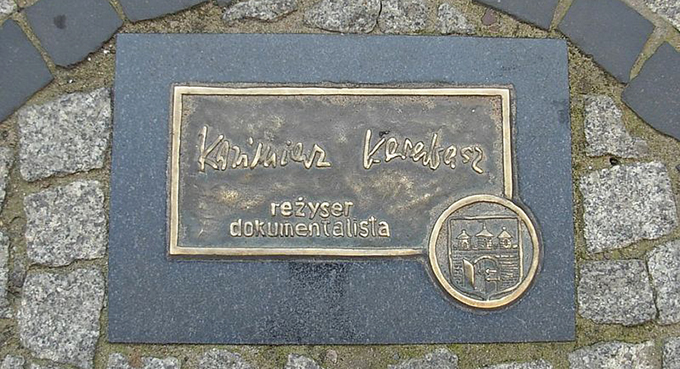 Kazimierz Karabasz
reżyser
dokumentalista